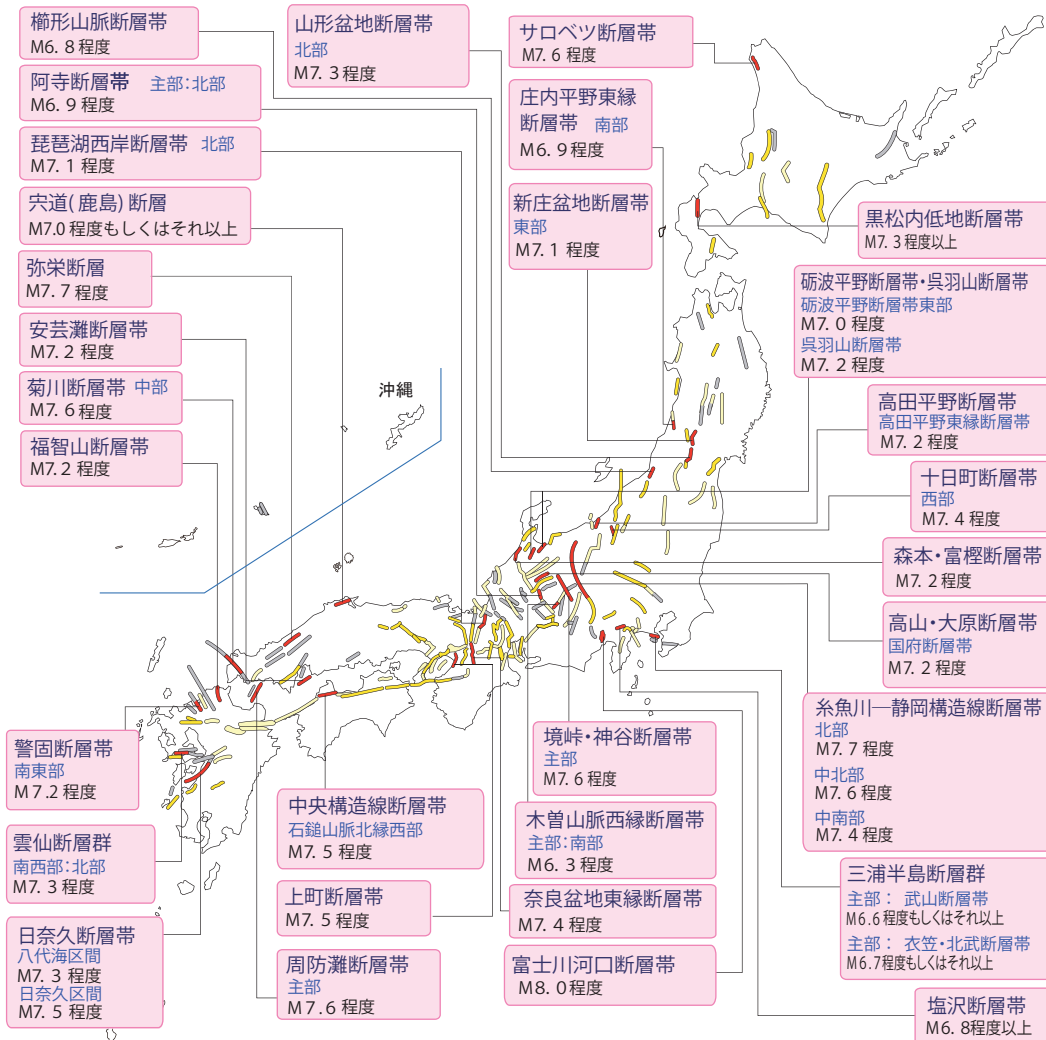 櫛形山脈断層帯
M6. 8 程度
阿寺断層帯 主部:北部
M6. 9 程度
琵琶湖西岸断層帯 北部
M7. 1 程度
宍道( 鹿島) 断層
M7.0 程度もしくはそれ以上
弥栄断層
M7. 7 程度
安芸灘断層帯
M7. 2 程度
菊川断層帯 中部
M7. 6 程度
福智山断層帯
M7. 2 程度
山形盆地断層帯
北部
M7. 3 程度
サロベツ断層帯
M7. 6 程度
庄内平野東縁
断層帯 南部
M6. 9 程度
新庄盆地断層帯
東部
M7. 1 程度
沖縄
黒松内低地断層帯
M7. 3程度以上
砺波平野断層帯・呉羽山断層帯
砺波平野断層帯東部
M7. 0 程度
呉羽山断層帯
M7. 2 程度
高田平野断層帯
高田平野東縁断層帯
M7. 2 程度
十日町断層帯
西部
M7. 4 程度
森本・富樫断層帯
M7. 2 程度
高山・大原断層帯
国府断層帯
M7. 2 程度
糸魚川―静岡構造線断層帯
北部
M7. 7 程度
中北部
M7. 6 程度
中南部
M7. 4 程度
三浦半島断層群
主部： 武山断層帯
M6.6程度もしくはそれ以上
主部： 衣笠・北武断層帯
M6.7程度もしくはそれ以上
塩沢断層帯
M6. 8程度以上
警固断層帯
南東部
M 7.2 程度
雲仙断層群
南西部:北部
M7. 3 程度
日奈久断層帯
八代海区間
M7. 3 程度
日奈久区間
M7. 5 程度
中央構造線断層帯
石鎚山脈北縁西部
M7. 5 程度
上町断層帯
M7. 5 程度
周防灘断層帯
主部
M7. 6 程度
境峠・神谷断層帯
主部
M7. 6 程度
木曽山脈西縁断層帯
主部:南部
M6. 3 程度
奈良盆地東縁断層帯
M7. 4 程度
富士川河口断層帯
M8. 0程度